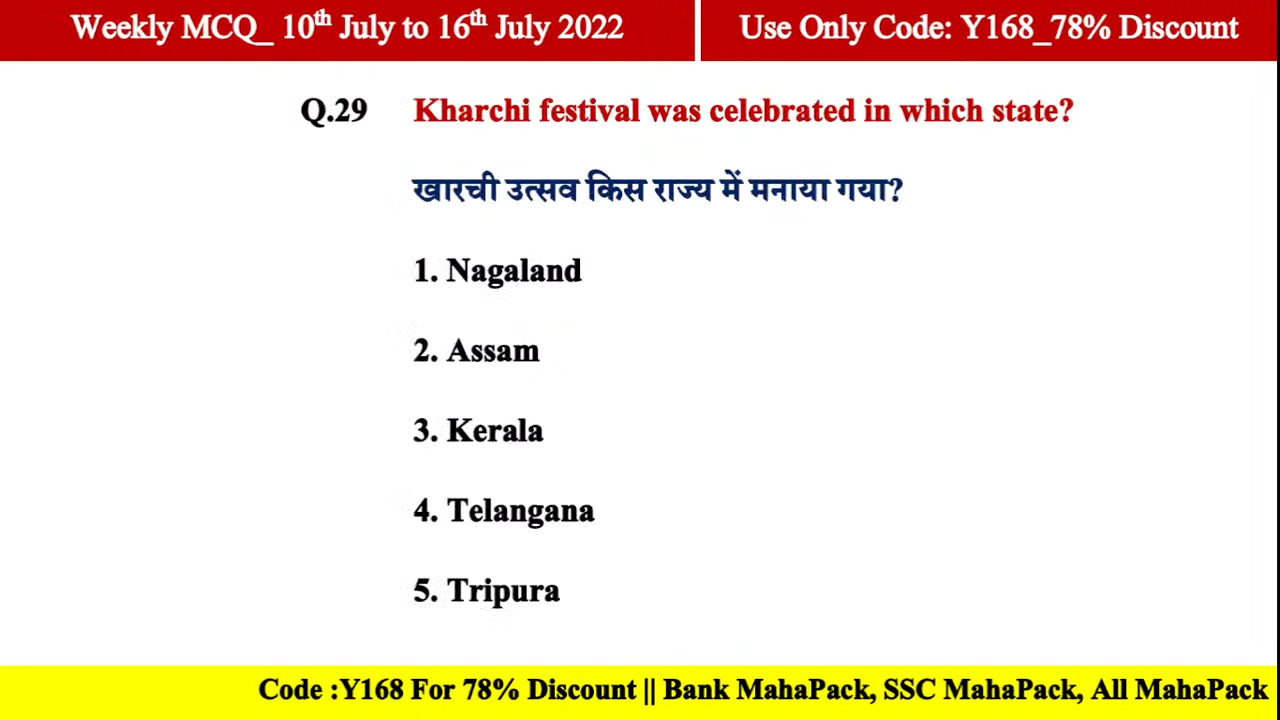 Weekly MCQ_ 10th July to 16th July 2022
Use Only Code: Y168_78% Discount
Q.29 Kharchi festival was celebrated in which state?
खारची उत्सव किस राज्य में मनाया गया?
1. Nagaland
2. Assam
3. Kerala
4. Telangana
5. Tripura
Code :Y168 For 78% Discount || Bank MahaPack, SSC MahaPack, All MahaPack